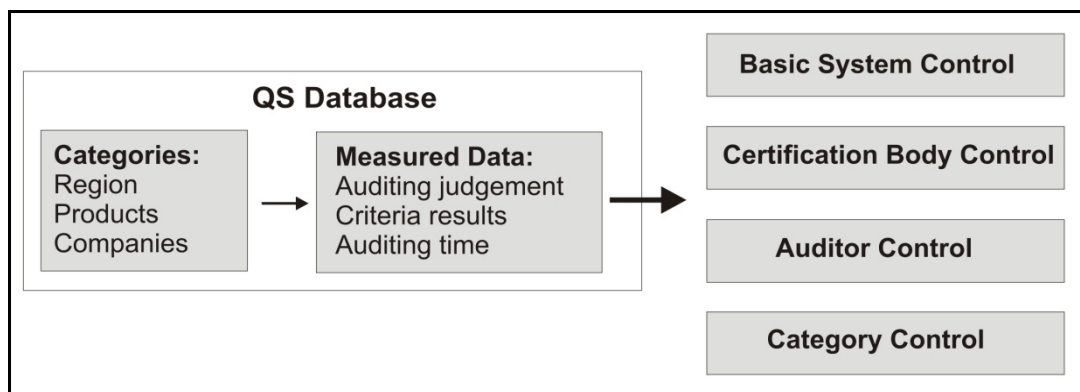 QS Database
Categories:
Region
Products
Companies
Measured Data:
Auditing judgement
Criteria results
Auditing time
Basic System Control
Certification Body Control
Auditor Control
Category Control